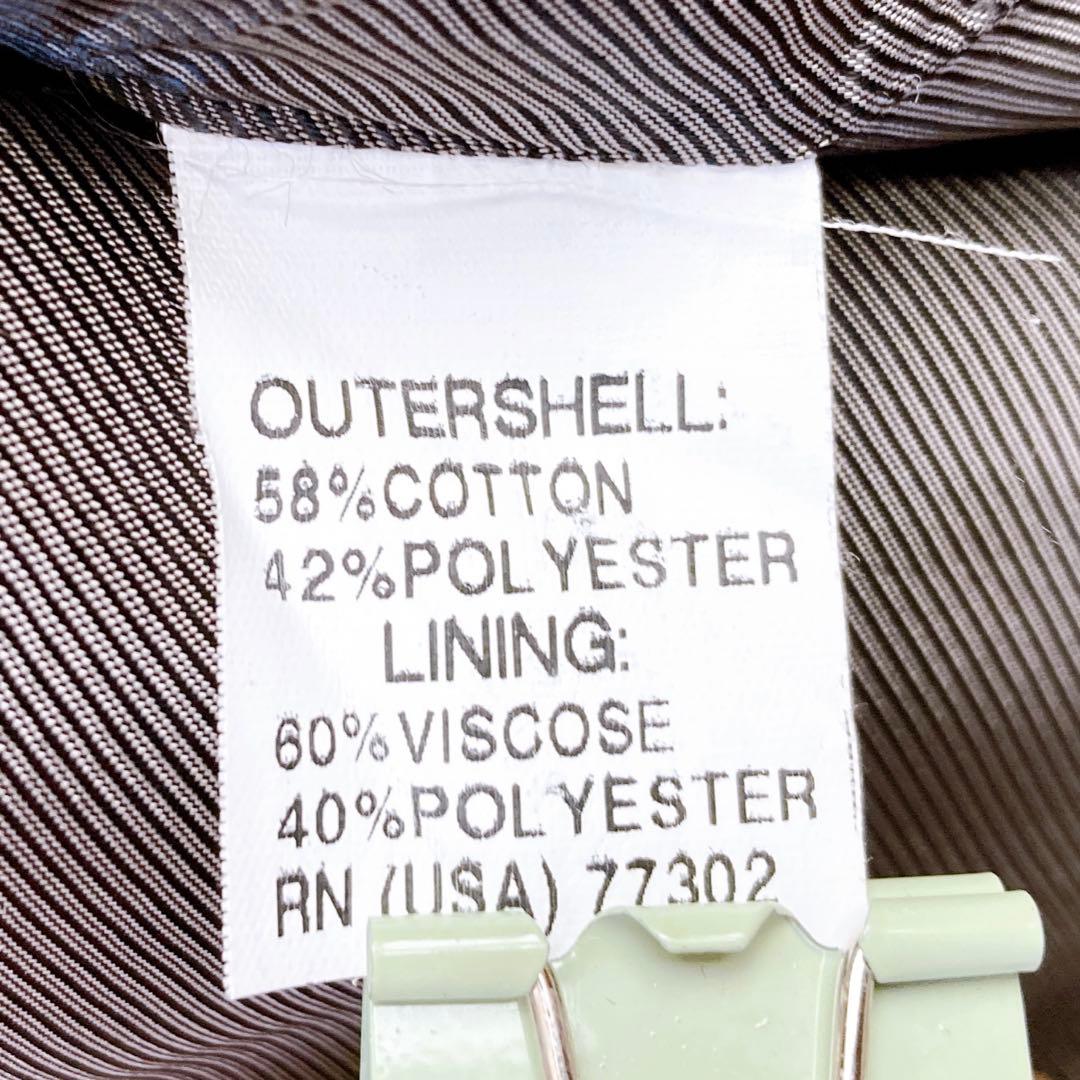 OUTERSHELL:
58%COTTON
42%POLYESTER
LINING:
60%VISCOSE
40%POLYESTER
RN (USA) 77302